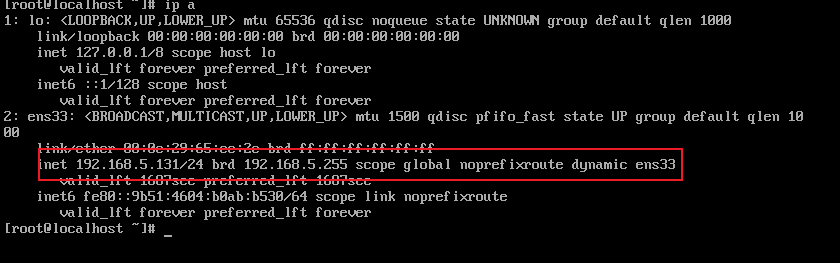 [root@localhost ~]# ip a
1: lo: <LOOPBACK,UP,LOWER_UP> mtu 65536 qdisc noqueue state UNKNOWN group default qlen 1000
    link/loopback 00:00:00:00:00:00 brd 00:00:00:00:00:00
    inet 127.0.0.1/8 scope host lo
       valid_lft forever preferred_lft forever
    inet6 ::1/128 scope host
       valid_lft forever preferred_lft forever
2: ens33: <BROADCAST,MULTICAST,UP,LOWER_UP> mtu 1500 qdisc pfifo_fast state UP group default qlen 10
00
    link/ether 00:0c:29:65:ec:2e brd ff:ff:ff:ff:ff:ff
    inet 192.168.5.131/24 brd 192.168.5.255 scope global noprefixroute dynamic ens33
       valid_lft 1687sec preferred_lft 1687sec
    inet6 fe80::9b51:4604:b0ab:b530/64 scope link noprefixroute
       valid_lft forever preferred_lft forever
[root@localhost ~]# _